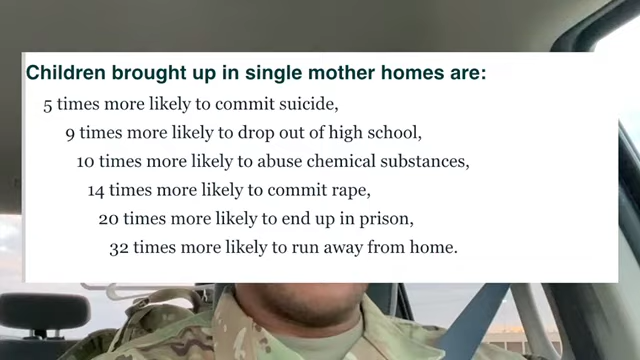 Children brought up in single mother homes are:
5 times more likely to commit suicide,
9 times more likely to drop out of high school,
10 times more likely to abuse chemical substances,
14 times more likely to commit rape,
20 times more likely to end up in prison,
32 times more likely to run away from home.